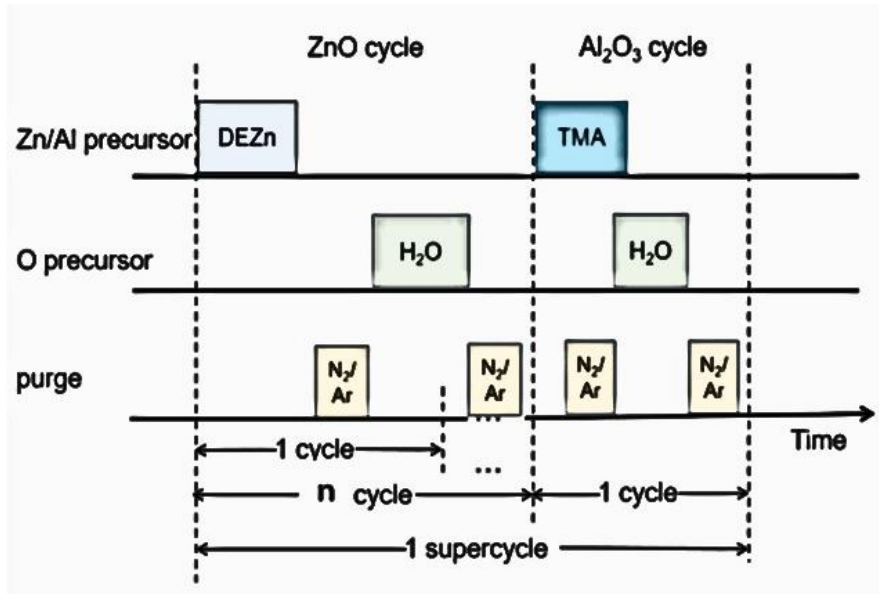 ZnO cycle
Al₂O₃ cycle
Zn/Al precursor
DEZn
TMA
O precursor
H₂O
H₂O
purge
N₂/
Ar
N₂/
Ar
N₂/
Ar
N₂/
Ar
...
Time
1 cycle
...
n cycle
1 cycle
1 supercycle